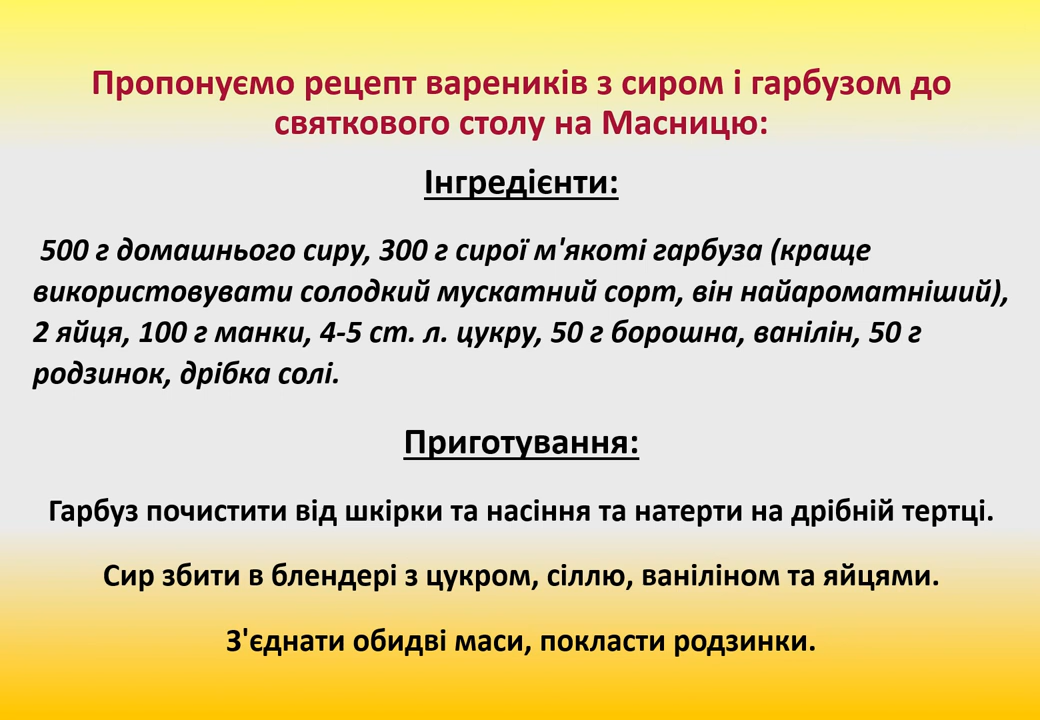 Пропонуємо рецепт вареників з сиром і гарбузом до
святкового столу на Масницю:
Інгредієнти:
500 г домашнього сиру, 300 г сирої м'якоті гарбуза (краще
використовувати солодкий мускатний сорт, він найароматніший),
2 яйця, 100 г манки, 4-5 ст. л. цукру, 50 г борошна, ванілін, 50 г
родзинок, дрібка солі.
Приготування:
Гарбуз почистити від шкірки та насіння та натерти на дрібній тертці.
Сир збити в блендері з цукром, сіллю, ваніліном та яйцями.
З'єднати обидві маси, покласти родзинки.